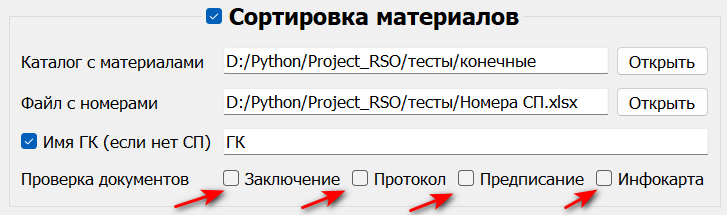 Сортировка материалов
Каталог с материалами D:/Python/Project_RSO/тесты/конечные Открыть
Файл с номерами D:/Python/Project_RSO/тесты/Номера СП.xlsx Открыть
Имя ГК (если нет СП) ГК
Проверка документов Заключение Протокол Предписание Инфокарта